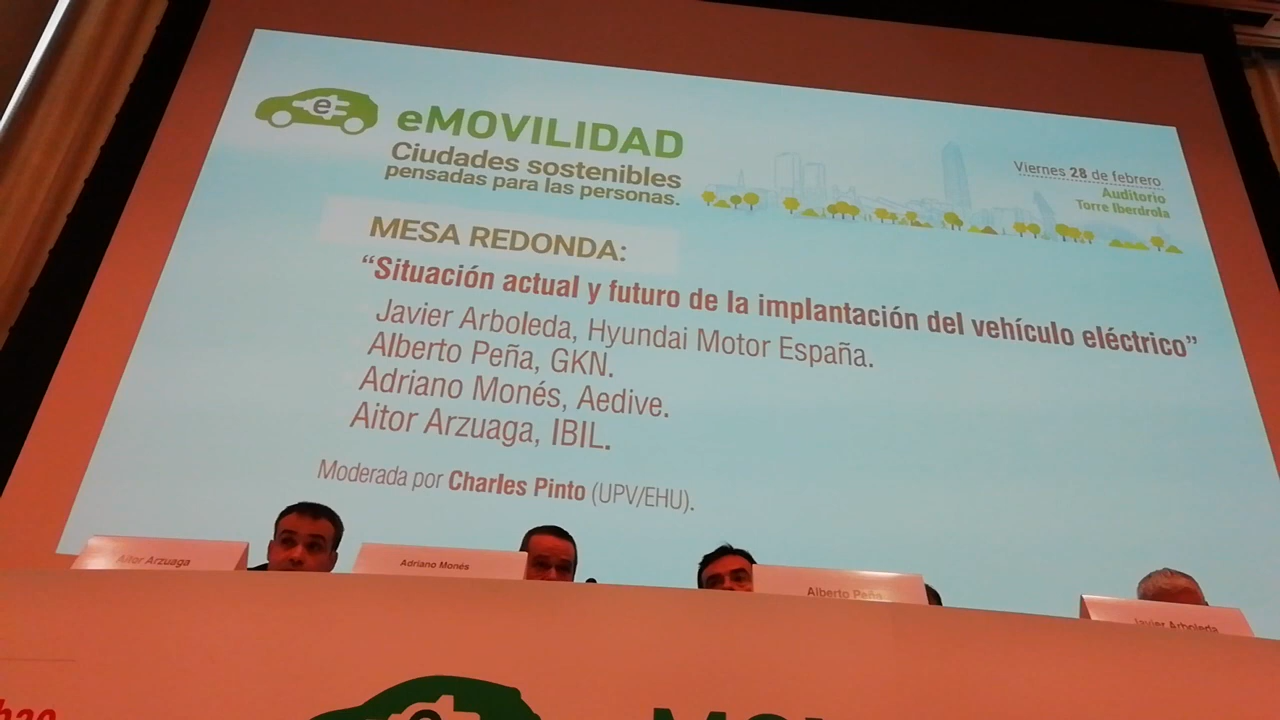 e
eMOVILIDAD
Ciudades sostenibles
pensadas para las personas.
Viernes 28 de febrero
Auditorio
Torre Iberdrola
MESA REDONDA:
“Situación actual y futuro de la implantación del vehículo eléctrico”
Javier Arboleda, Hyundai Motor España.
Alberto Peña, GKN.
Adriano Monés, Aedive.
Aitor Arzuaga, IBIL.
Moderada por Charles Pinto (UPV/EHU).
Aitor Arzuaga
Adriano Monés
Alberto Peña
Javier Arboleda